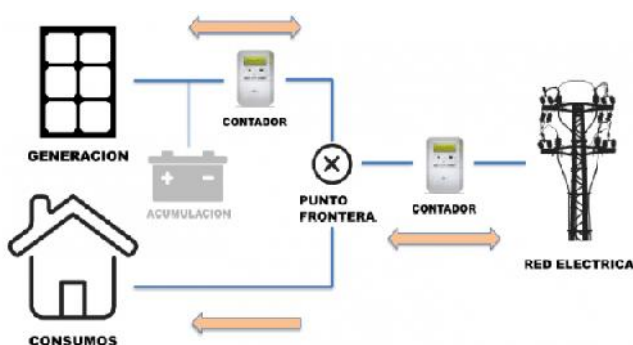 CONTADOR
GENERACION
ACUMULACION
PUNTO
FRONTERA
CONTADOR
RED ELECTRICA
CONSUMOS